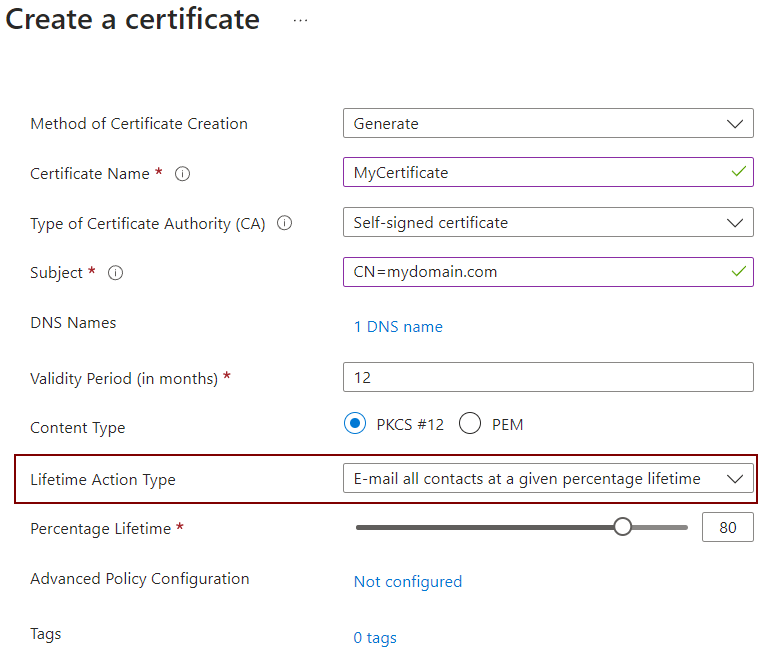 Create a certificate ...
Method of Certificate Creation Generate
Certificate Name * MyCertificate
Type of Certificate Authority (CA) Self-signed certificate
Subject * CN=mydomain.com
DNS Names 1 DNS name
Validity Period (in months) * 12
Content Type PKCS #12 PEM
Lifetime Action Type E-mail all contacts at a given percentage lifetime
Percentage Lifetime * 80
Advanced Policy Configuration Not configured
Tags 0 tags